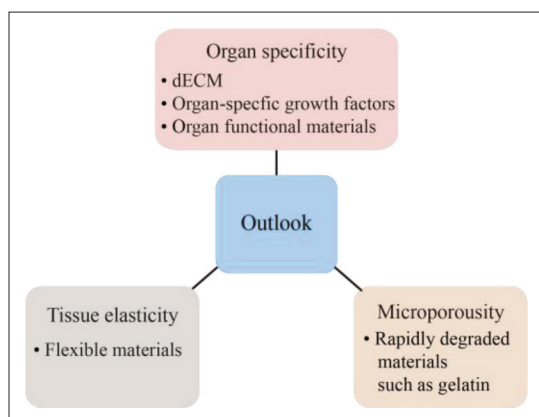 Organ specificity
• dECM
• Organ-specfic growth factors
• Organ functional materials
Outlook
Tissue elasticity
• Flexible materials
Microporousity
• Rapidly degraded
materials
such as gelatin